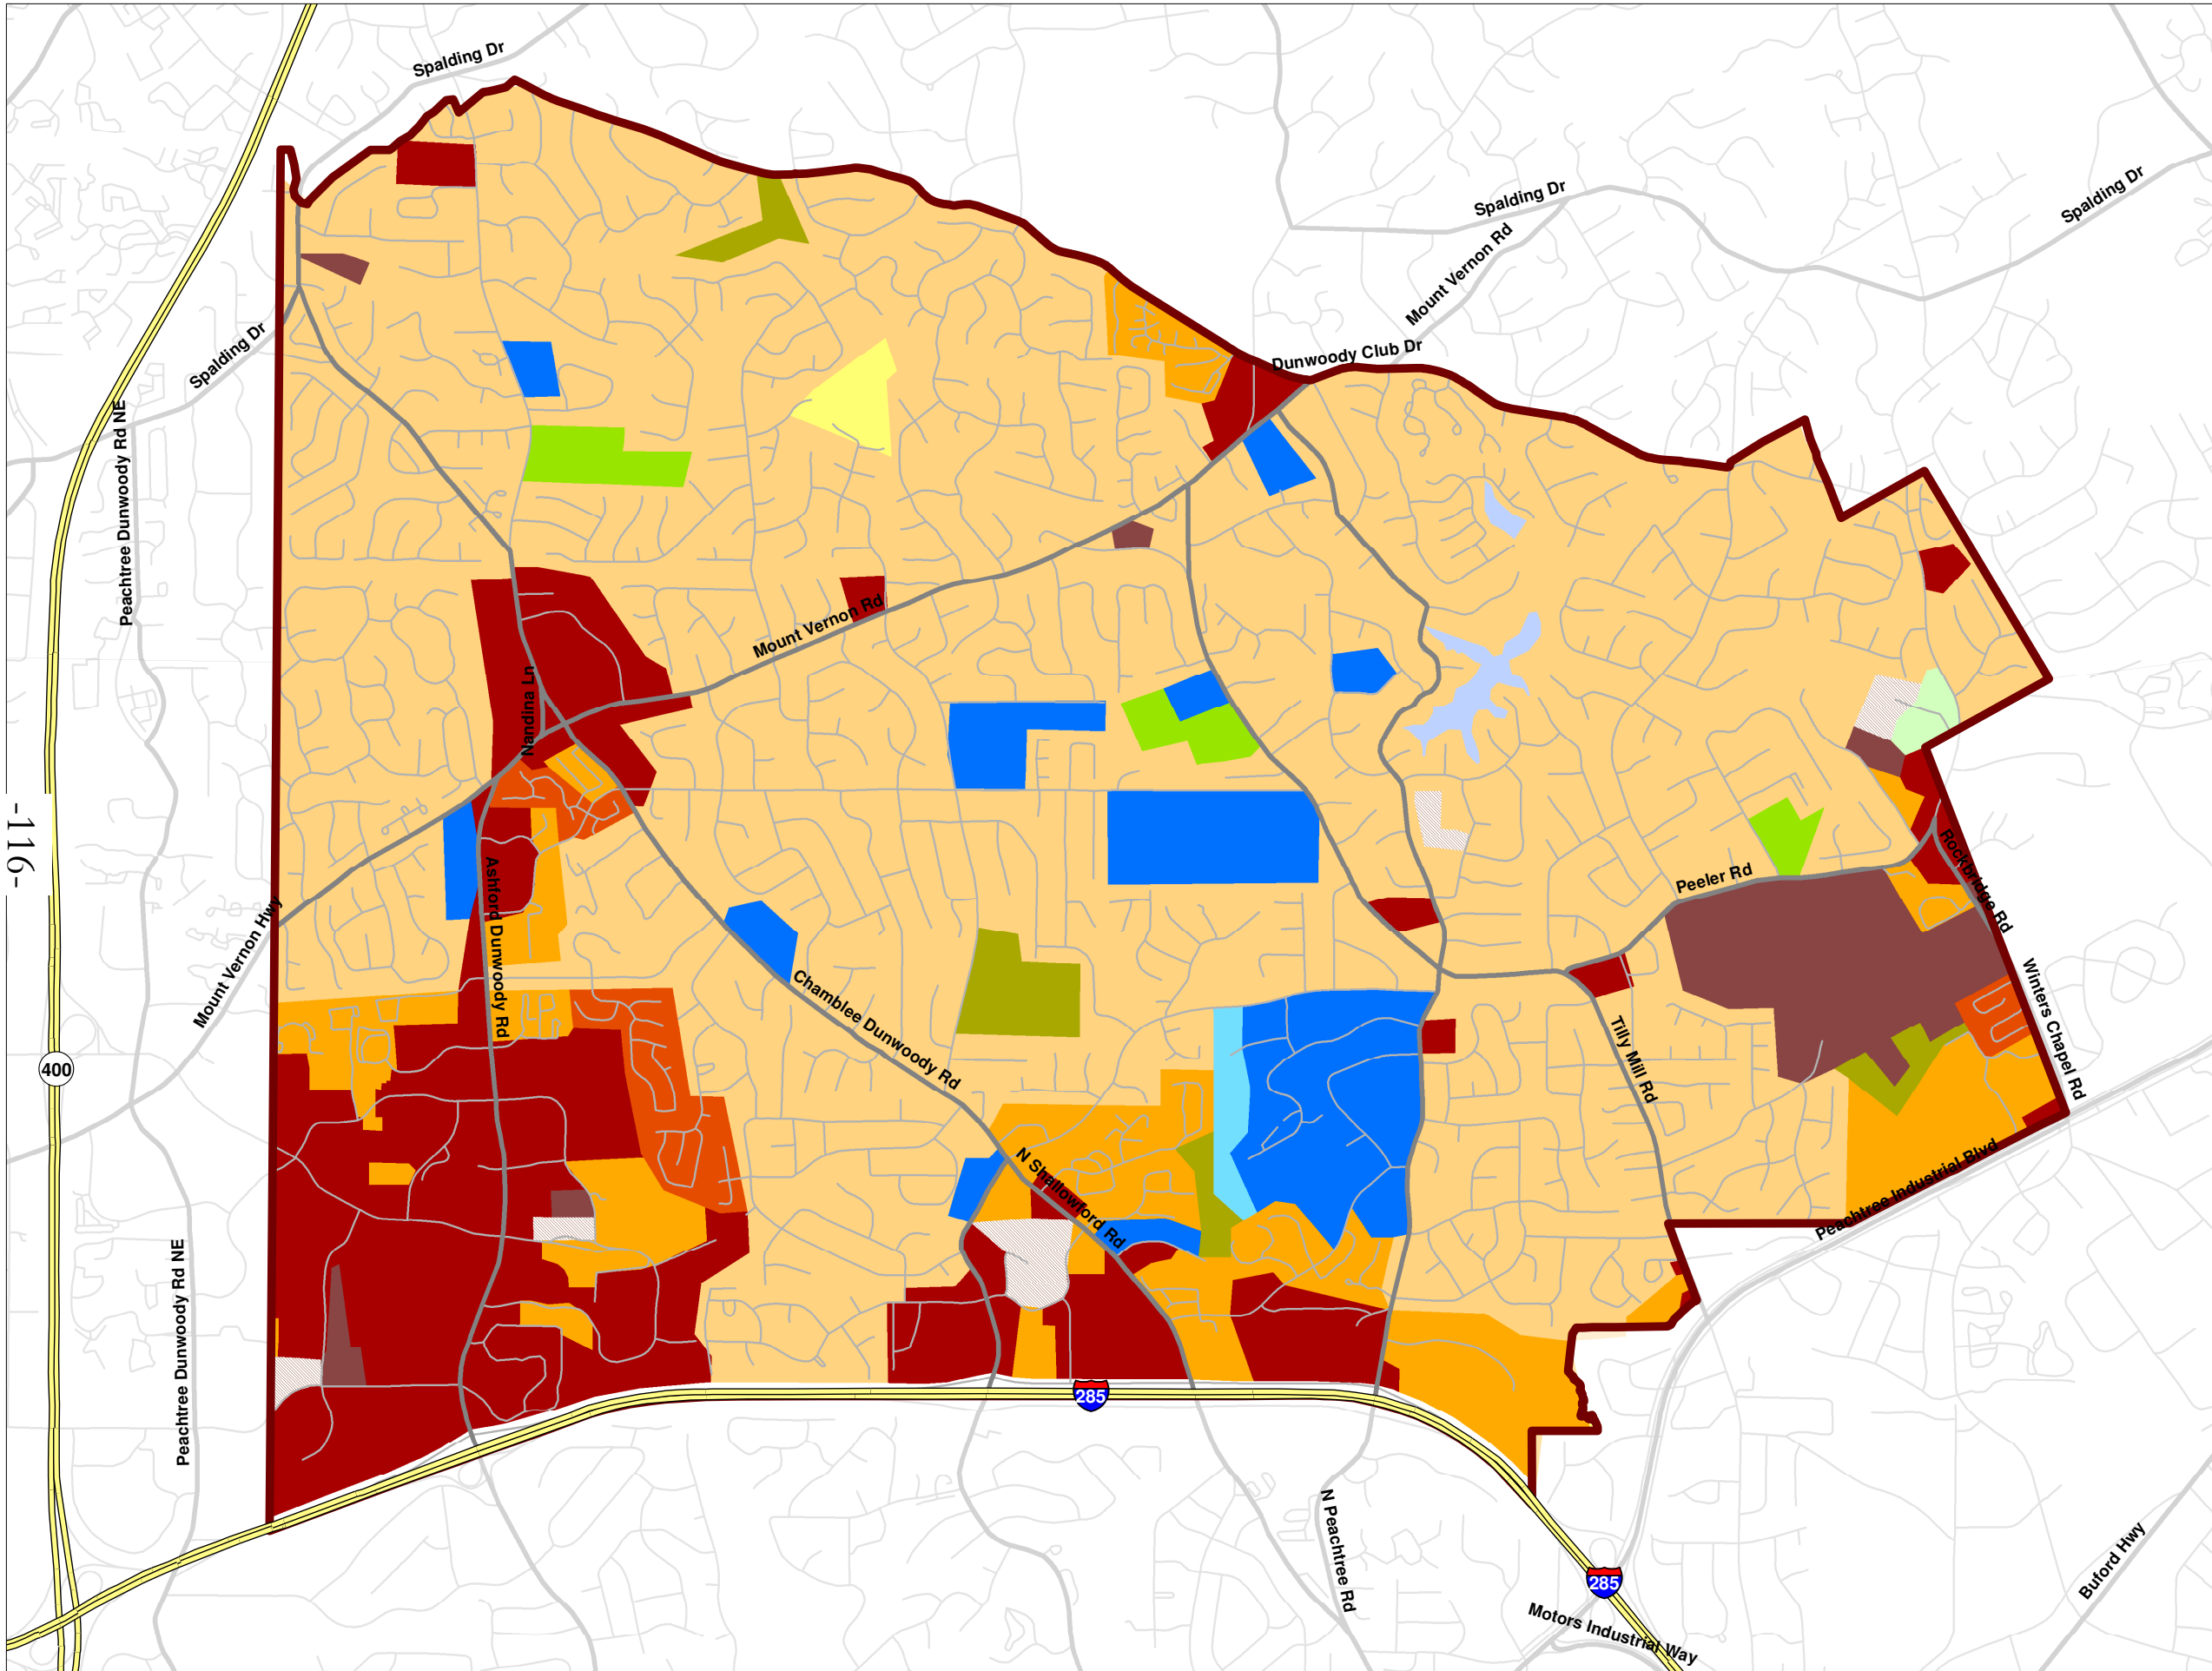 Spalding Dr
Spalding Dr
Spalding Dr
Mount Vernon Rd
Dunwoody Club Dr
Spalding Dr
Peachtree Dunwoody Rd NE
Mount Vernon Rd
Nandina Ln
-116-
Ashford Dunwoody Rd
Peeler Rd
Rockbridge Rd
Mount Vernon Hwy
Chamblee Dunwoody Rd
Winters Chapel Rd
Tilly Mill Rd
400
N Shallowford Rd
Peachtree Industrial Blvd
Peachtree Dunwoody Rd NE
285
N Peachtree Rd
285
Motors Industrial Way
Buford Hwy